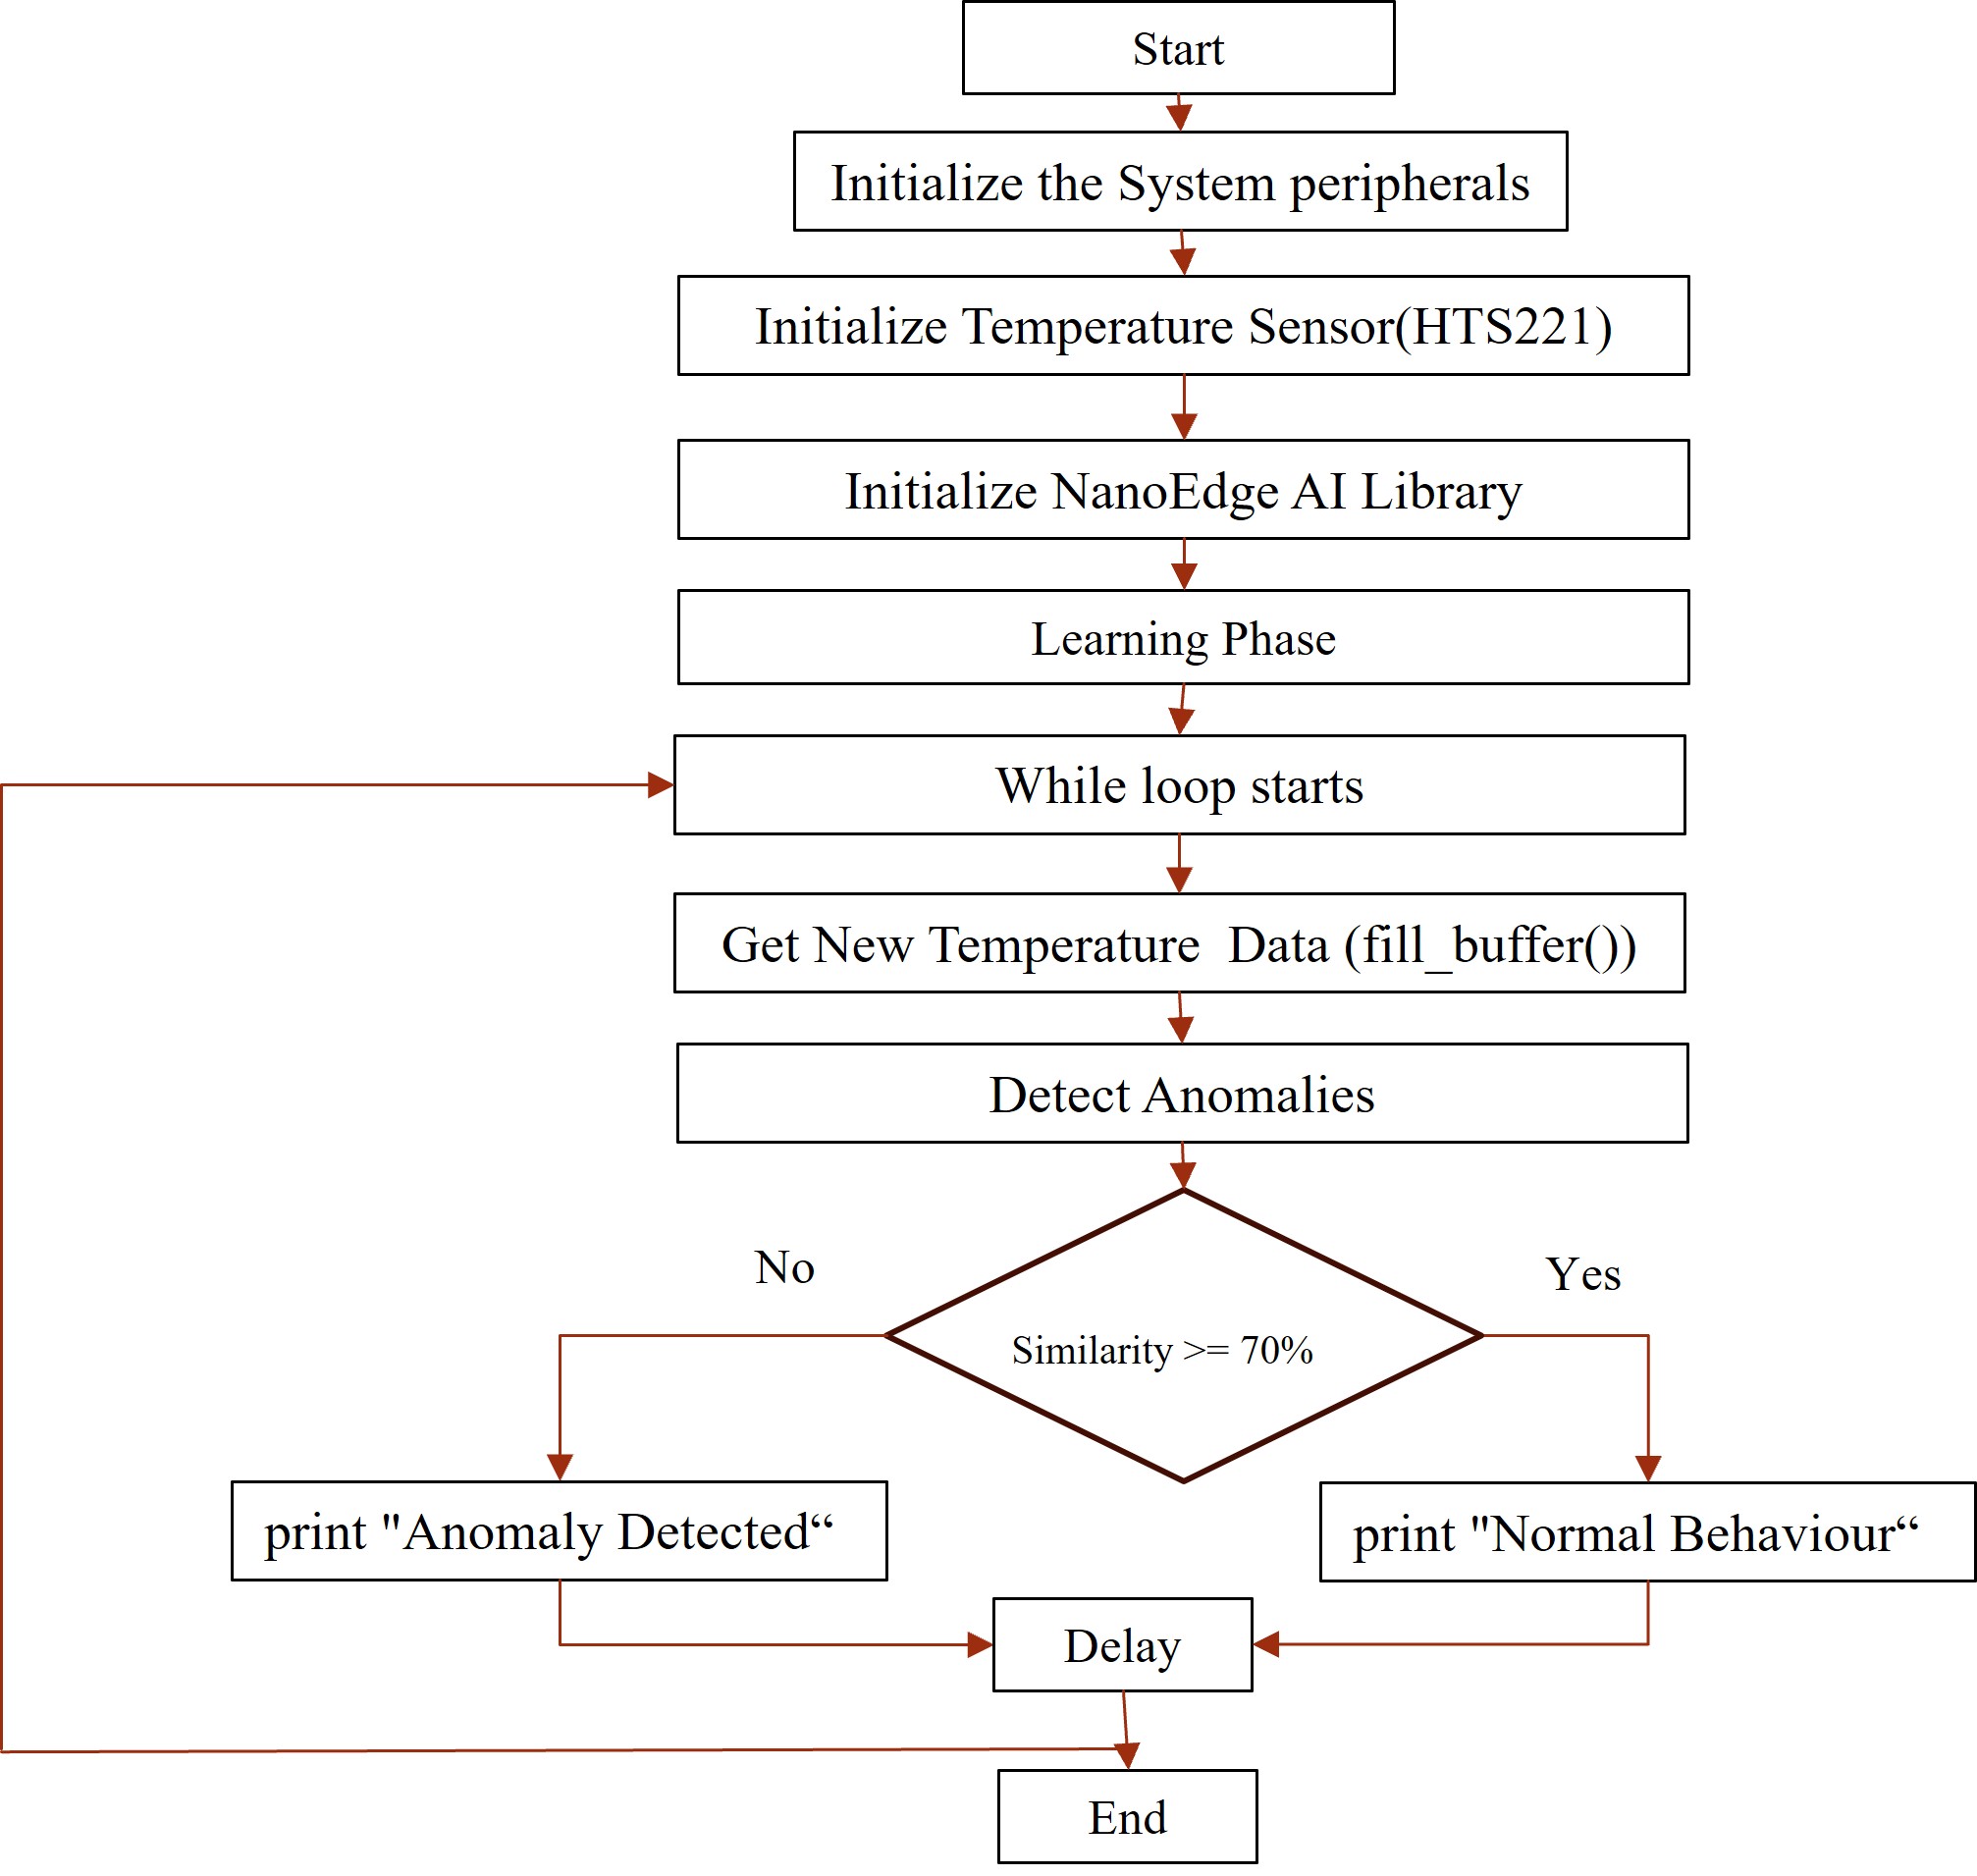 Start
Initialize the System peripherals
Initialize Temperature Sensor(HTS221)
Initialize NanoEdge AI Library
Learning Phase
While loop starts
Get New Temperature  Data (fill_buffer())
Detect Anomalies
No
Yes
Similarity >= 70%
print "Anomaly Detected“
print "Normal Behaviour“
Delay
End